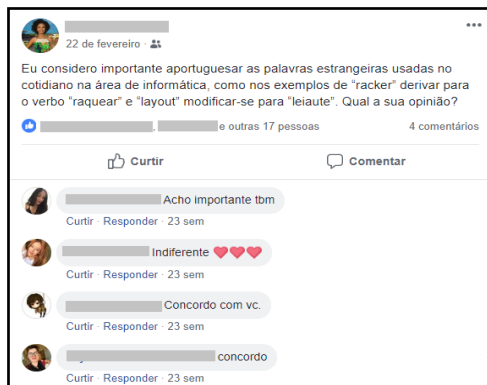 22 de fevereiro ·
Eu considero importante aportuguesar as palavras estrangeiras usadas no
cotidiano na área de informática, como nos exemplos de “racker” derivar para
o verbo “raquear” e “layout” modificar-se para “leiaute”. Qual a sua opinião?
, e outras 17 pessoas 4 comentários
Curtir Comentar
Acho importante tbm
Curtir · Responder · 23 sem
Indiferente ❤❤❤
Curtir · Responder · 23 sem
Concordo com vc.
Curtir · Responder · 23 sem
concordo
Curtir · Responder · 23 sem